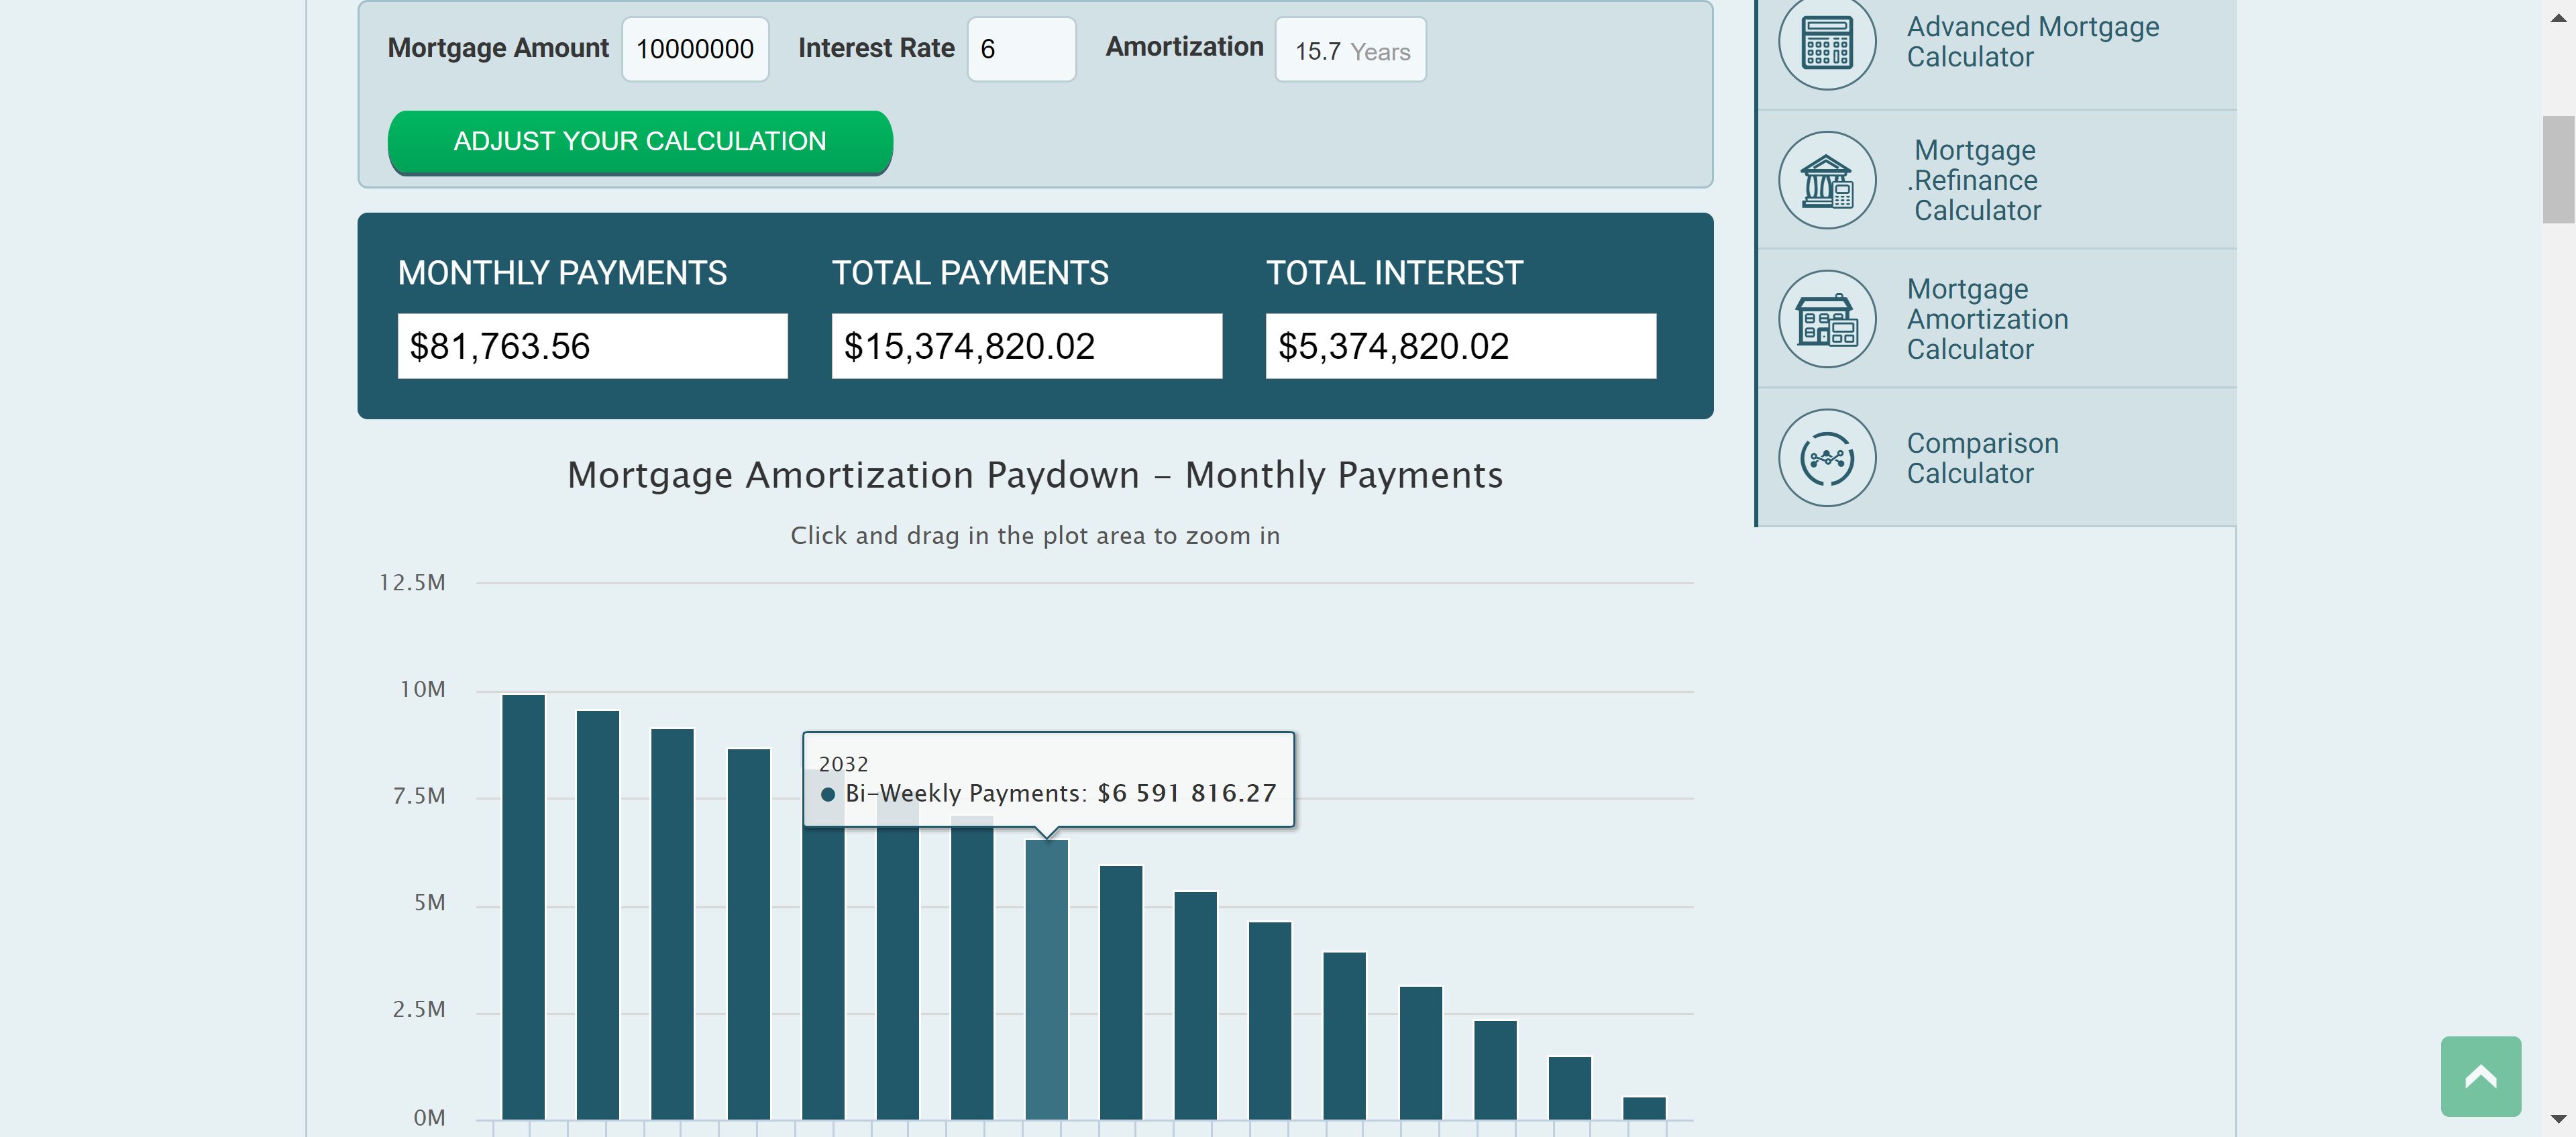 Mortgage Amount 10000000 Interest Rate 6 Amortization 15.7 Years
ADJUST YOUR CALCULATION
MONTHLY PAYMENTS TOTAL PAYMENTS TOTAL INTEREST
$81,763.56 $15,374,820.02 $5,374,820.02
Mortgage Amortization Paydown – Monthly Payments
Click and drag in the plot area to zoom in
12.5M
10M
7.5M
5M
2.5M
0M
2032
Bi-Weekly Payments: $6 591 816.27
Advanced Mortgage
Calculator
Mortgage
.Refinance
Calculator
Mortgage
Amortization
Calculator
Comparison
Calculator